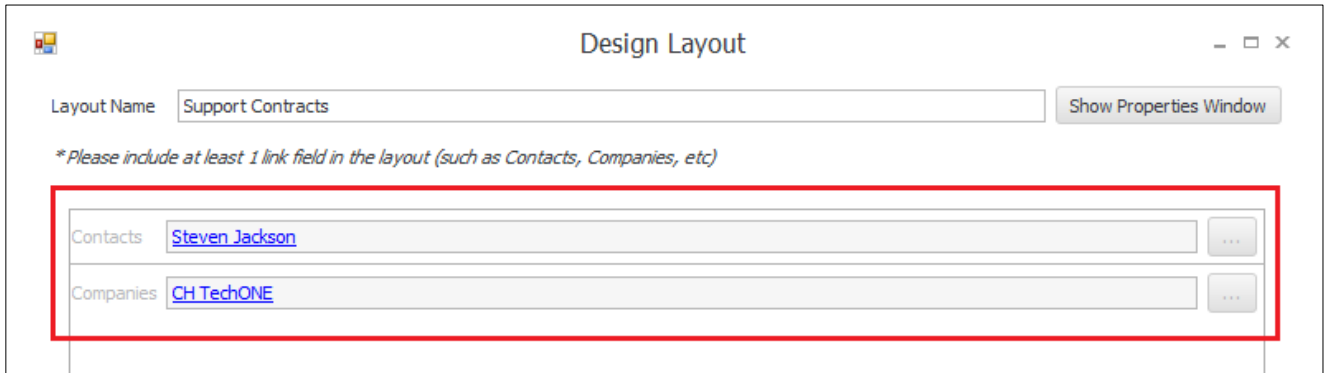 Design Layout
Layout Name Support Contracts Show Properties Window
*Please include at least 1 link field in the layout (such as Contacts, Companies, etc)
Contacts Steven Jackson ...
Companies CH TechONE ...